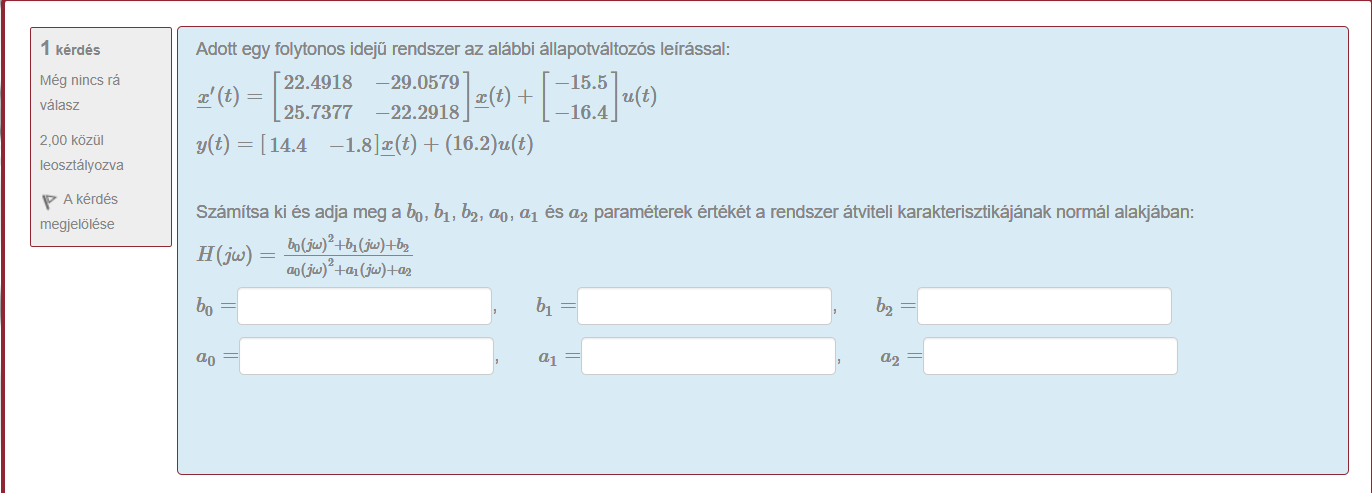 1 kérdés
Még nincs rá
válasz
2,00 közül
leosztályozva
A kérdés
megjelölése
Adott egy folytonos idejű rendszer az alábbi állapotváltozós leírással:
x′(t) = [22.4918 −29.0579; 25.7377 −22.2918] x(t) + [−15.5; −16.4] u(t)
y(t) = [14.4 −1.8]x(t) + (16.2)u(t)
Számítsa ki és adja meg a b₀, b₁, b₂, a₀, a₁ és a₂ paraméterek értékét a rendszer átviteli karakterisztikájának normál alakjában:
H(jω) = (b₀(jω)²+b₁(jω)+b₂)/(a₀(jω)²+a₁(jω)+a₂)
b₀ = , b₁ = , b₂ =
a₀ = , a₁ = , a₂ =